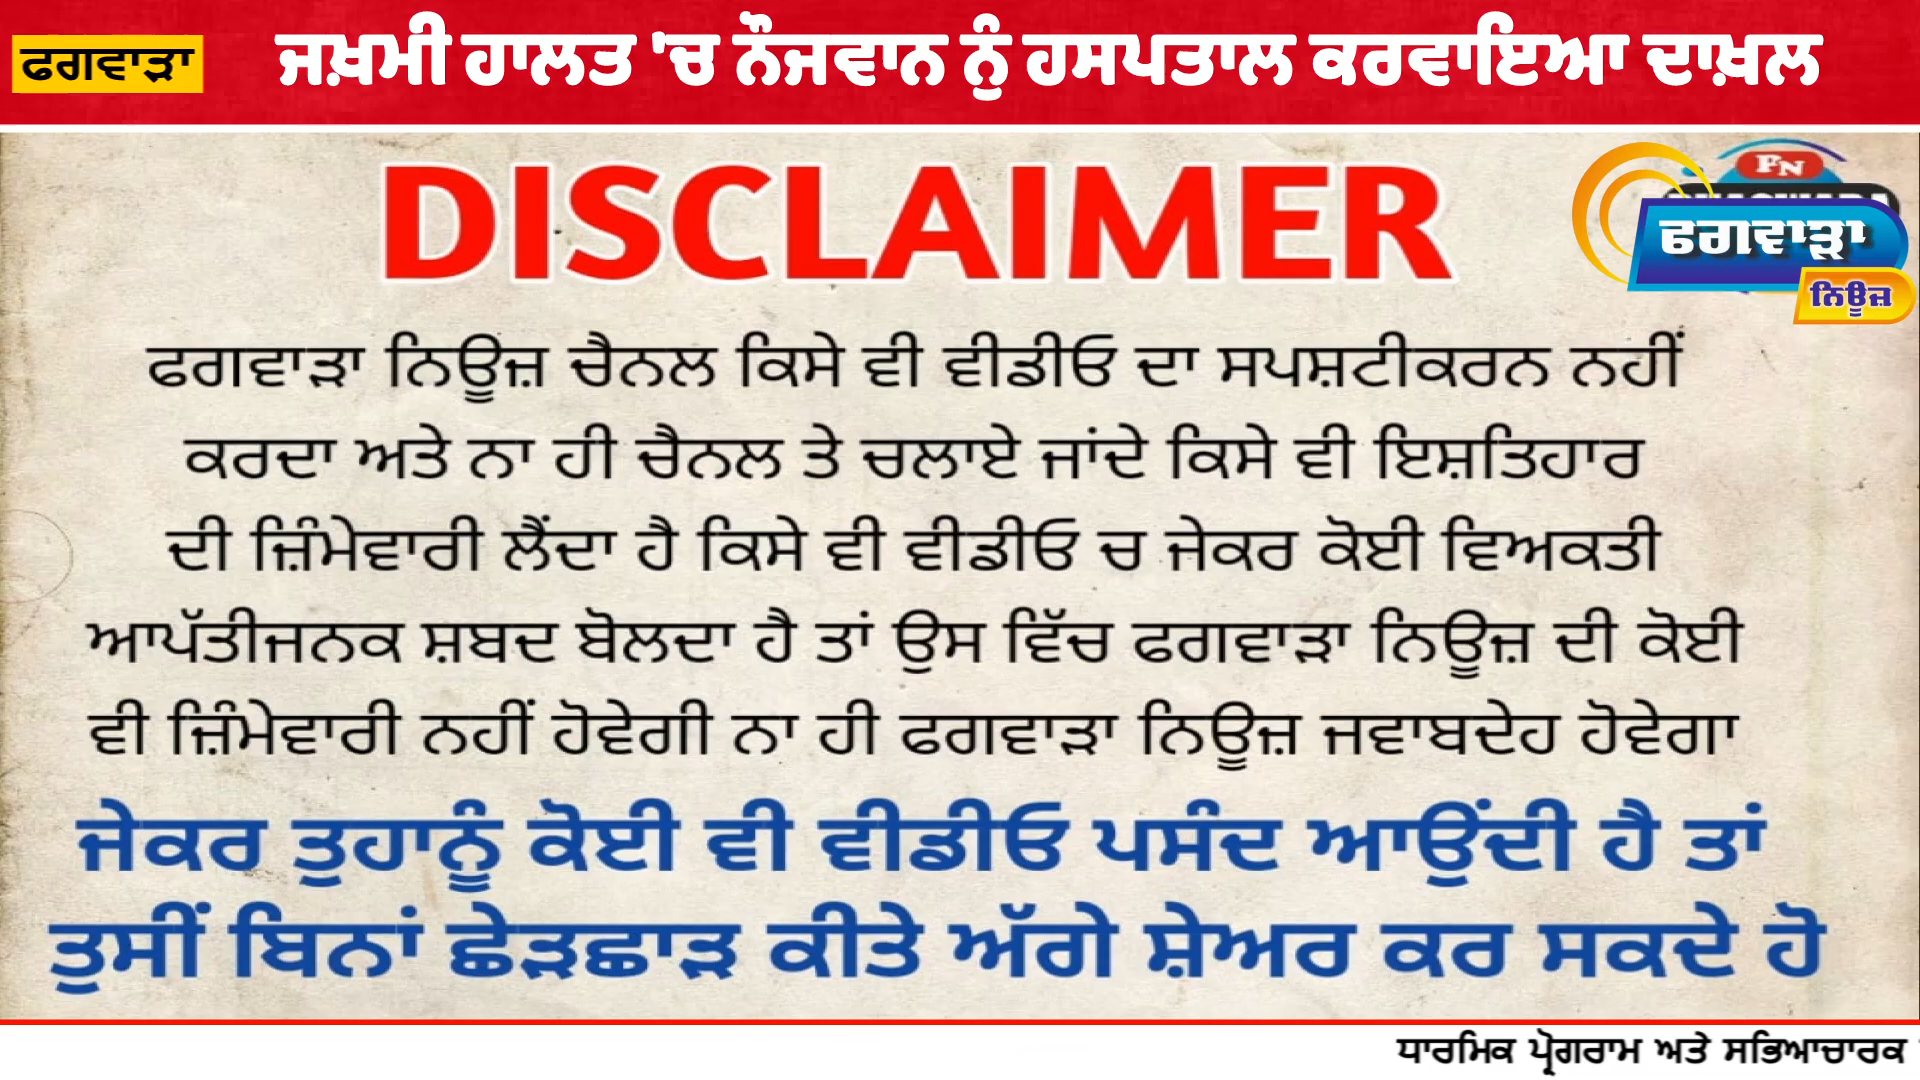 ਫਗਵਾੜਾ
ਜਖ਼ਮੀ ਹਾਲਤ 'ਚ ਨੌਜਵਾਨ ਨੂੰ ਹਸਪਤਾਲ ਕਰਵਾਇਆ ਦਾਖ਼ਲ
DISCLAIMER
FN
ਫਗਵਾੜਾ
ਨਿਊਜ਼
ਫਗਵਾੜਾ ਨਿਊਜ਼ ਚੈਨਲ ਕਿਸੇ ਵੀ ਵੀਡੀਓ ਦਾ ਸਪਸ਼ਟੀਕਰਨ ਨਹੀਂ
ਕਰਦਾ ਅਤੇ ਨਾ ਹੀ ਚੈਨਲ ਤੇ ਚਲਾਏ ਜਾਂਦੇ ਕਿਸੇ ਵੀ ਇਸ਼ਤਿਹਾਰ
ਦੀ ਜ਼ਿੰਮੇਵਾਰੀ ਲੈਂਦਾ ਹੈ ਕਿਸੇ ਵੀ ਵੀਡੀਓ ਚ ਜੇਕਰ ਕੋਈ ਵਿਅਕਤੀ
ਆਪੱਤੀਜਨਕ ਸ਼ਬਦ ਬੋਲਦਾ ਹੈ ਤਾਂ ਉਸ ਵਿੱਚ ਫਗਵਾੜਾ ਨਿਊਜ਼ ਦੀ ਕੋਈ
ਵੀ ਜ਼ਿੰਮੇਵਾਰੀ ਨਹੀਂ ਹੋਵੇਗੀ ਨਾ ਹੀ ਫਗਵਾੜਾ ਨਿਊਜ਼ ਜਵਾਬਦੇਹ ਹੋਵੇਗਾ
ਜੇਕਰ ਤੁਹਾਨੂੰ ਕੋਈ ਵੀ ਵੀਡੀਓ ਪਸੰਦ ਆਉਂਦੀ ਹੈ ਤਾਂ
ਤੁਸੀਂ ਬਿਨਾਂ ਛੇੜਛਾੜ ਕੀਤੇ ਅੱਗੇ ਸ਼ੇਅਰ ਕਰ ਸਕਦੇ ਹੋ
ਧਾਰਮਿਕ ਪ੍ਰੋਗਰਾਮ ਅਤੇ ਸਭਿਆਚਾਰਕ